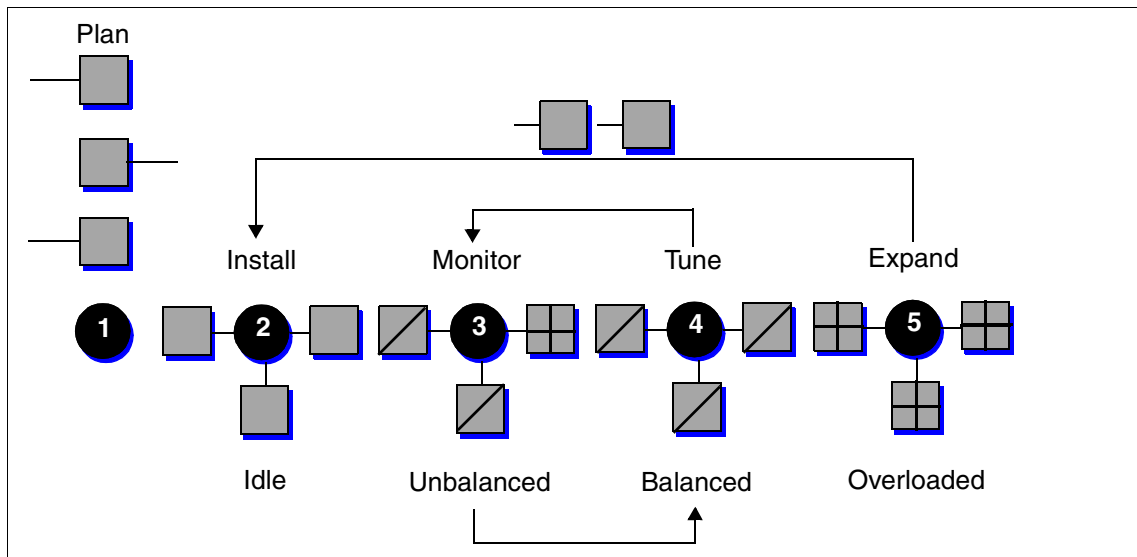 Plan
Install
Monitor
Tune
Expand
1
2
3
4
5
Idle
Unbalanced
Balanced
Overloaded